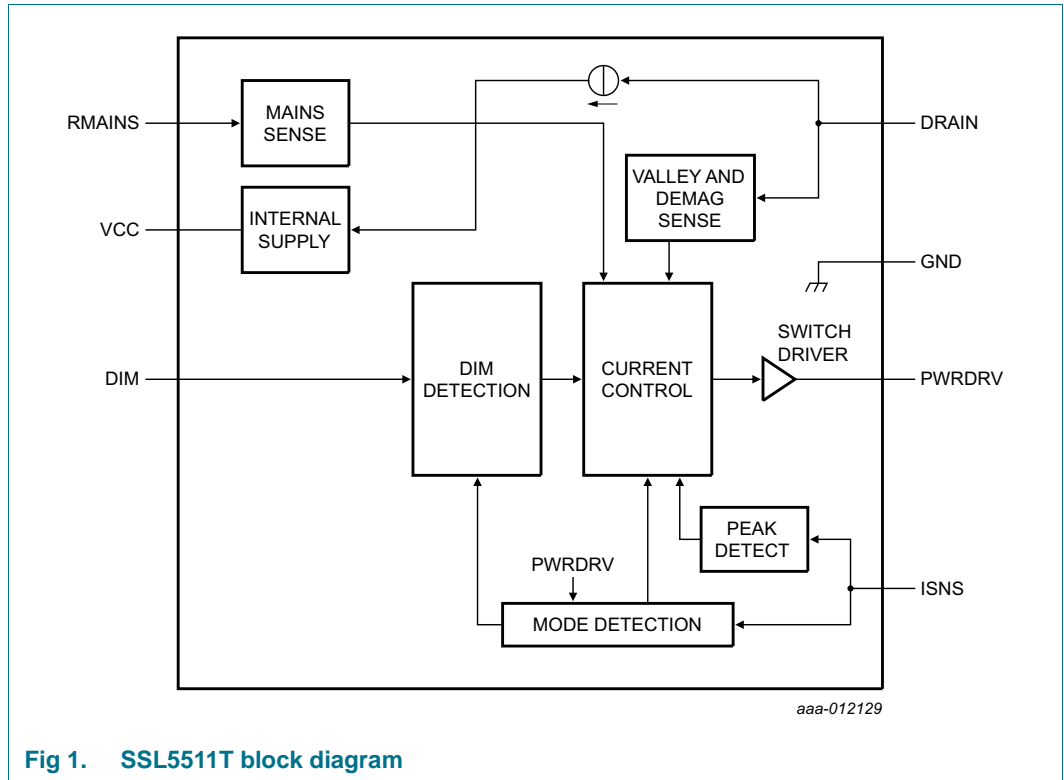 RMAINS
MAINS
SENSE
DRAIN
VALLEY AND
DEMAG
SENSE
VCC
INTERNAL
SUPPLY
GND
DIM
DIM
DETECTION
CURRENT
CONTROL
SWITCH
DRIVER
PWRDRV
PEAK
DETECT
PWRDRV
MODE DETECTION
ISNS
aaa-012129
Fig 1. SSL5511T block diagram